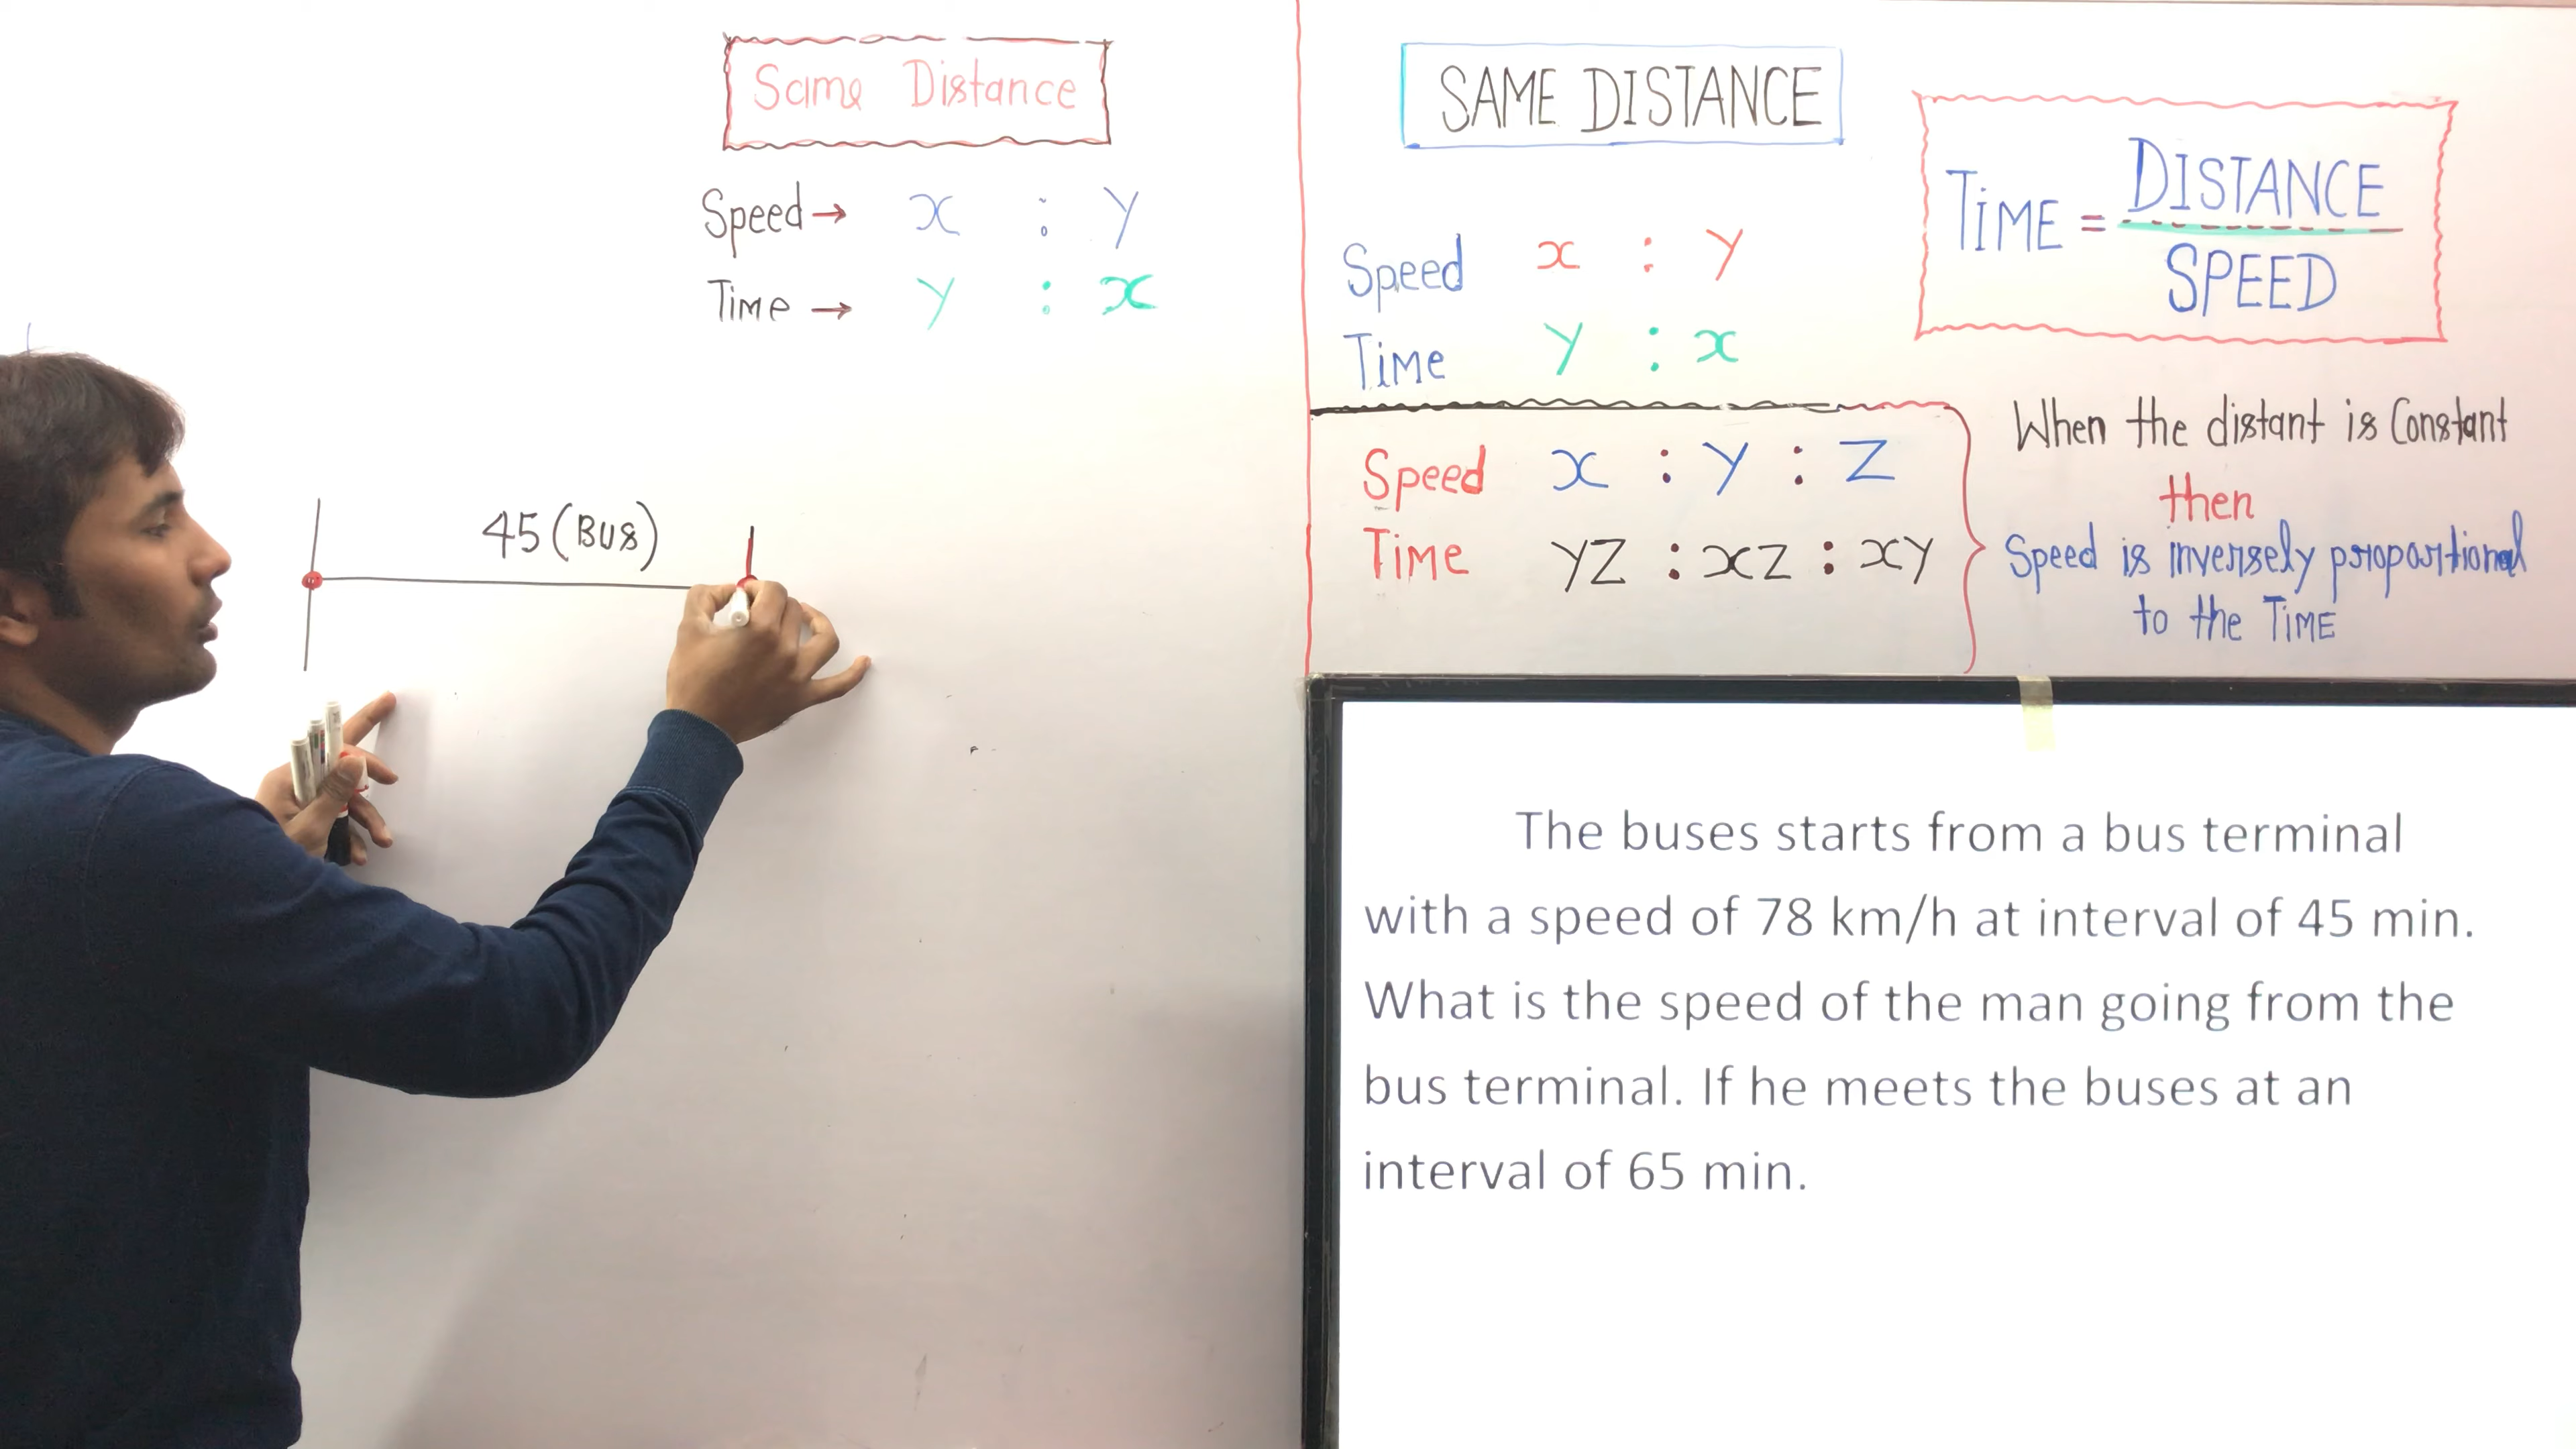 Same Distance
Speed → x : y
Time → y : x
45 (Bus)
SAME DISTANCE
Speed x : y
Time y : x
TIME = DISTANCE
SPEED
Speed x : y : z
Time yz : xz : xy
When the distant is Constant
then
Speed is inversely proportional
to the TIME
The buses starts from a bus terminal
with a speed of 78 km/h at interval of 45 min.
What is the speed of the man going from the
bus terminal. If he meets the buses at an
interval of 65 min.